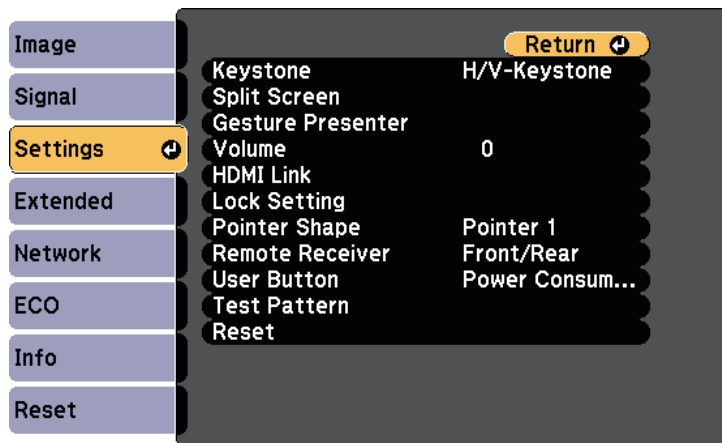 Image
Signal
Settings
Extended
Network
ECO
Info
Reset
Return
Keystone H/V-Keystone
Split Screen
Gesture Presenter
Volume 0
HDMI Link
Lock Setting
Pointer Shape Pointer 1
Remote Receiver Front/Rear
User Button Power Consum...
Test Pattern
Reset